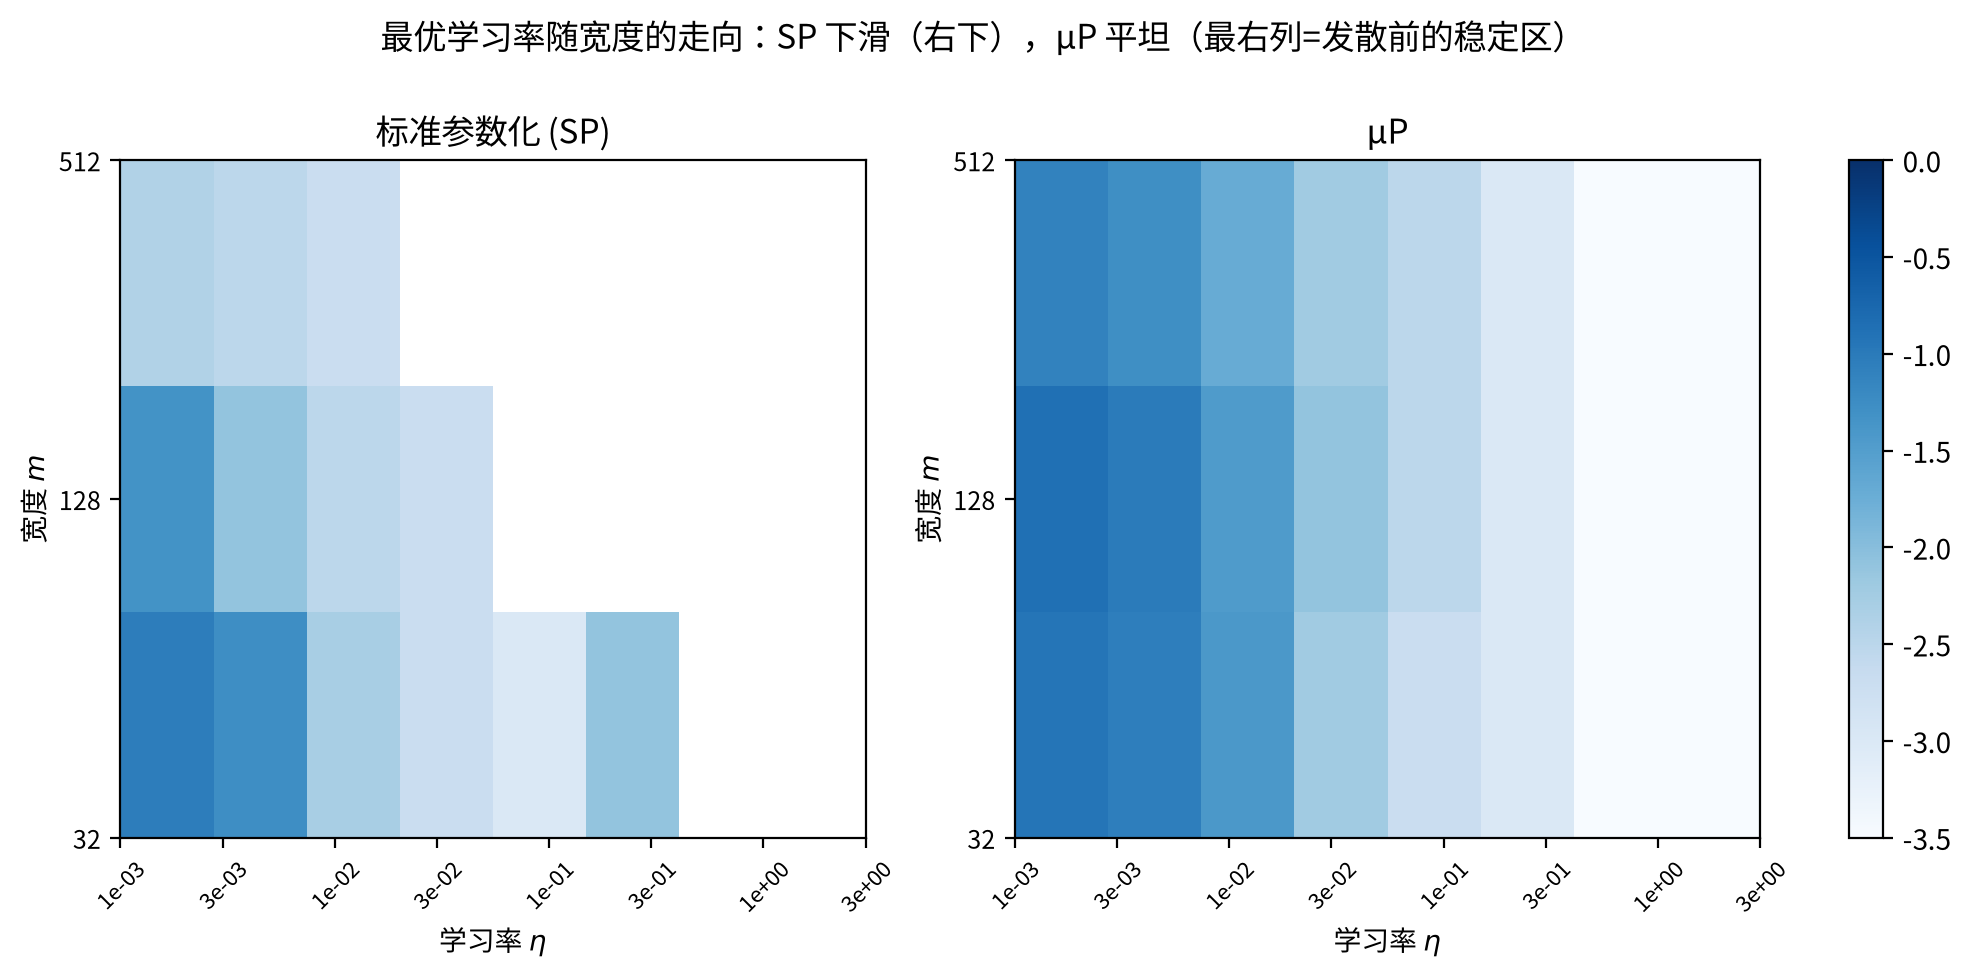 最优学习率随宽度的走向：SP 下滑（右下），μP 平坦（最右列=发散前的稳定区）
标准参数化 (SP)
512
128
32
宽度 m
1e-03
3e-03
1e-02
3e-02
1e-01
3e-01
1e+00
3e+00
学习率 η
μP
512
128
32
宽度 m
1e-03
3e-03
1e-02
3e-02
1e-01
3e-01
1e+00
3e+00
学习率 η
0.0
-0.5
-1.0
-1.5
-2.0
-2.5
-3.0
-3.5